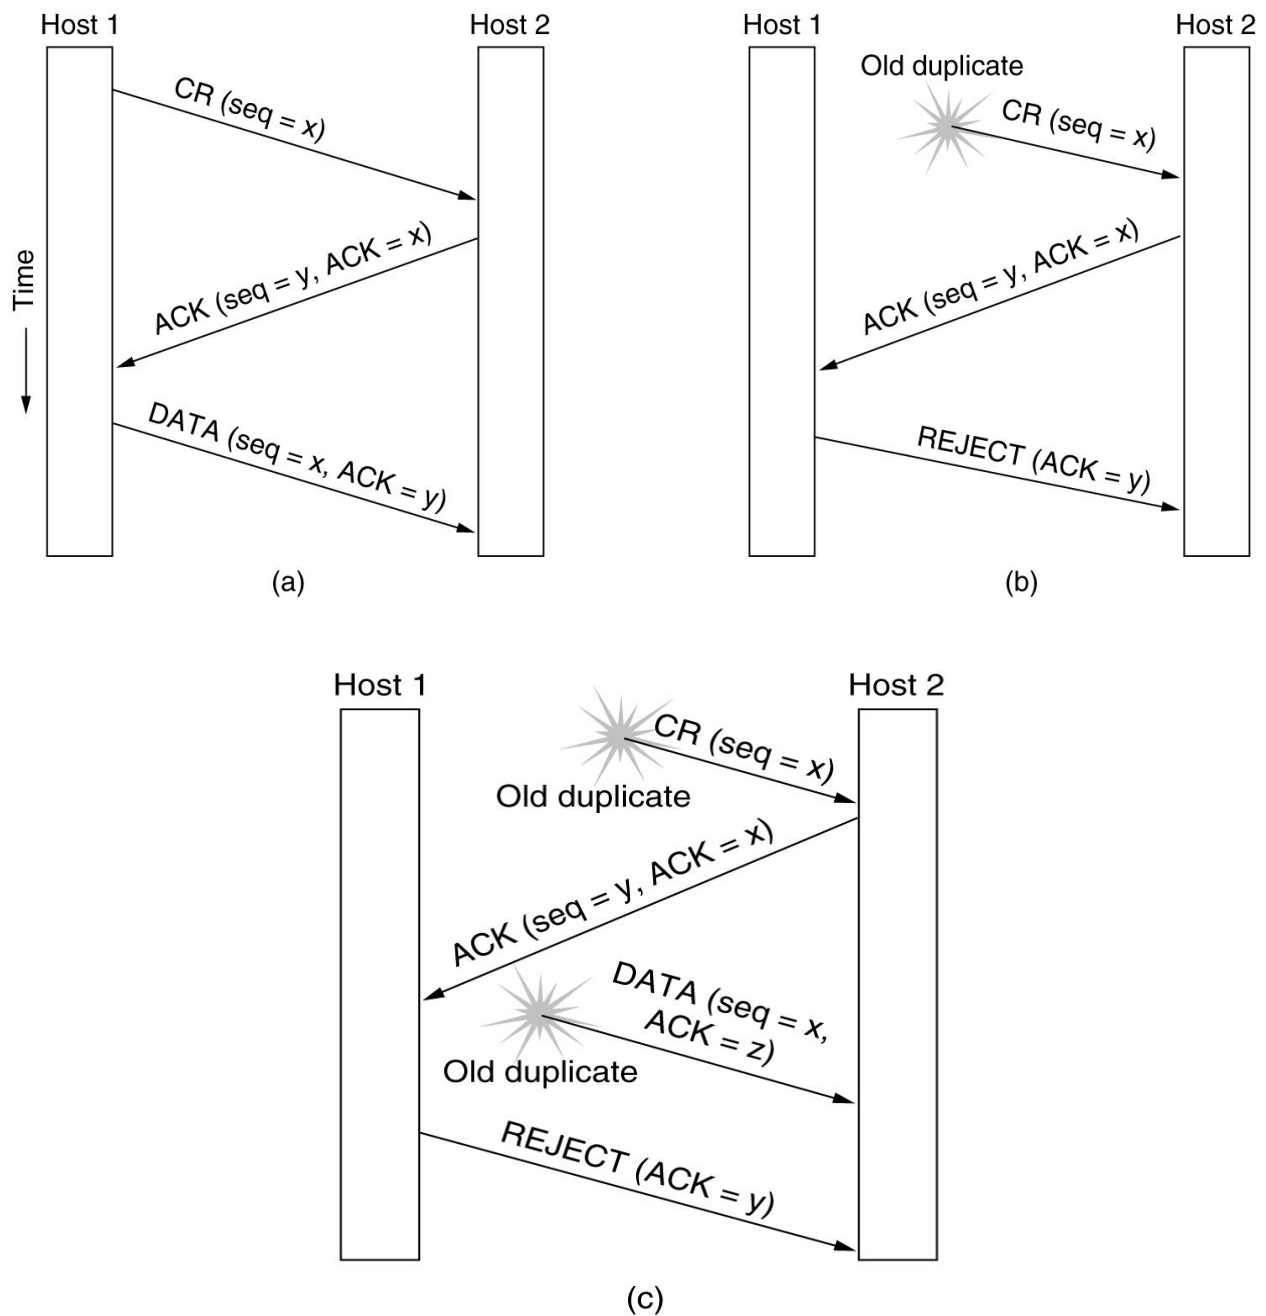 Host 1
Host 2
CR (seq = x)
ACK (seq = y, ACK = x)
DATA (seq = x, ACK = y)
Time
(a)
Host 1
Host 2
Old duplicate
CR (seq = x)
ACK (seq = y, ACK = x)
REJECT (ACK = y)
(b)
Host 1
Host 2
CR (seq = x)
Old duplicate
ACK (seq = y, ACK = x)
DATA (seq = x,
ACK = z)
Old duplicate
REJECT (ACK = y)
(c)